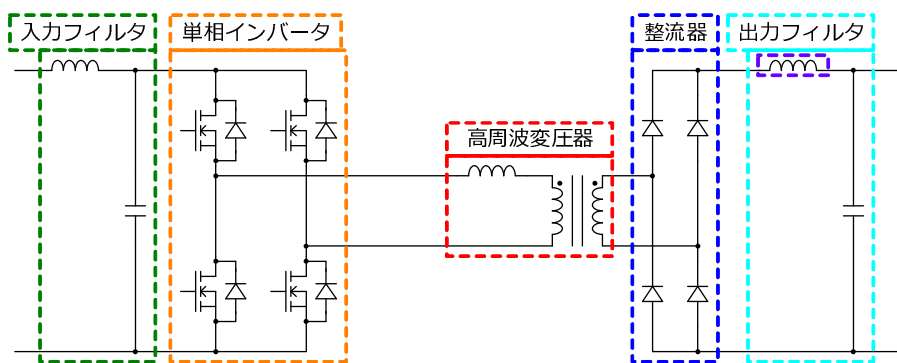 入力フィルタ
単相インバータ
高周波変圧器
整流器
出力フィルタ